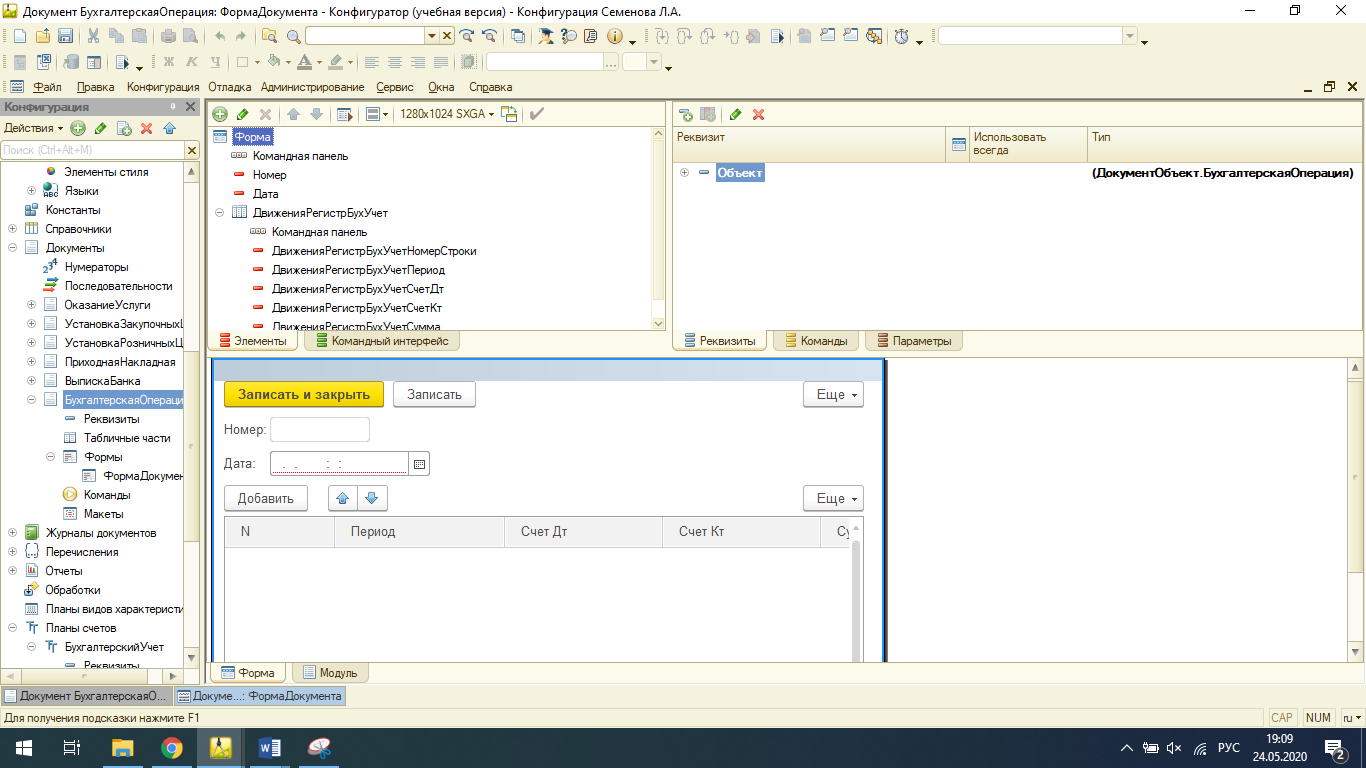 Документ БухгалтерскаяОперация: ФормаДокумента - Конфигуратор (учебная версия) - Конфигурация Семенова Л.А.
Файл Правка Конфигурация Отладка Администрирование Сервис Окна Справка
Конфигурация
Действия
Поиск (Ctrl+Alt+M)
Элементы стиля
Языки
Константы
Справочники
Документы
Нумераторы
Последовательности
ОказаниеУслуги
УстановкаЗакупочныхЦ
УстановкаРозничныхЦ
ПриходнаяНакладная
ВыпискаБанка
БухгалтерскаяОпераци
Реквизиты
Табличные части
Формы
ФормаДокумен
Команды
Макеты
Журналы документов
Перечисления
Отчеты
Обработки
Планы видов характеристи
Планы счетов
БухгалтерскийУчет
Реквизиты
1280x1024 SXGA
Форма
Командная панель
Номер
Дата
ДвиженияРегистрБухУчет
Командная панель
ДвиженияРегистрБухУчетНомерСтроки
ДвиженияРегистрБухУчетПериод
ДвиженияРегистрБухУчетСчетДт
ДвиженияРегистрБухУчетСчетКт
ДвиженияРегистрБухУчетСумма
Элементы Командный интерфейс
Реквизит Использовать всегда Тип
Объект (ДокументОбъект.БухгалтерскаяОперация)
Реквизиты Команды Параметры
Записать и закрыть Записать Еще
Номер:
Дата: . . : :
Добавить Еще
N Период Счет Дт Счет Кт Су
Форма Модуль
Документ БухгалтерскаяО... Докуме...: ФормаДокумента
Для получения подсказки нажмите F1 CAP NUM ru
РУС 19:09
24.05.2020
2